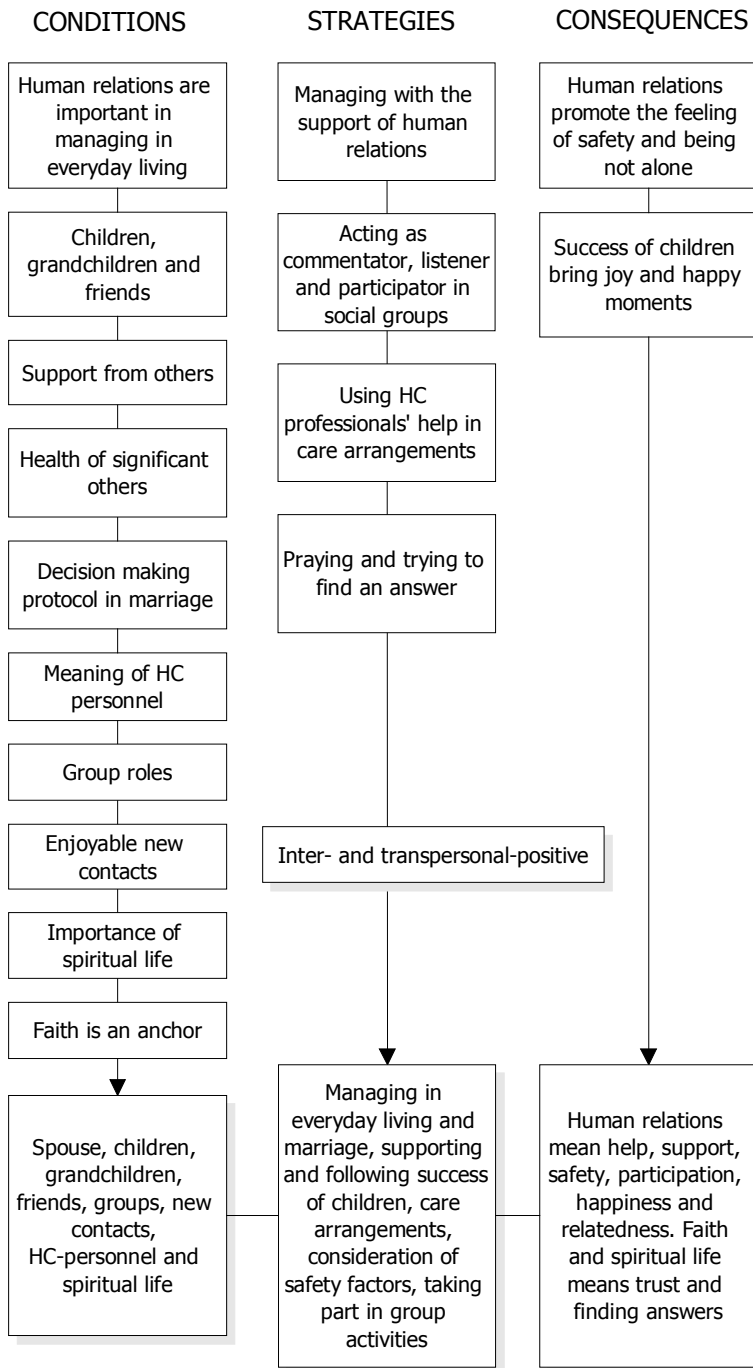 CONDITIONS
Human relations are
important in
managing in
everyday living
Children,
grandchildren and
friends
Support from others
Health of significant
others
Decision making
protocol in marriage
Meaning of HC
personnel
Group roles
Enjoyable new
contacts
Importance of
spiritual life
Faith is an anchor
Spouse, children,
grandchildren,
friends, groups, new
contacts,
HC-personnel and
spiritual life
STRATEGIES
Managing with the
support of human
relations
Acting as
commentator, listener
and participator in
social groups
Using HC
professionals' help in
care arrangements
Praying and trying to
find an answer
Inter- and transpersonal-positive
Managing in
everyday living and
marriage, supporting
and following success
of children, care
arrangements,
consideration of
safety factors, taking
part in group
activities
CONSEQUENCES
Human relations
promote the feeling
of safety and being
not alone
Success of children
bring joy and happy
moments
Human relations
mean help, support,
safety, participation,
happiness and
relatedness. Faith
and spiritual life
means trust and
finding answers